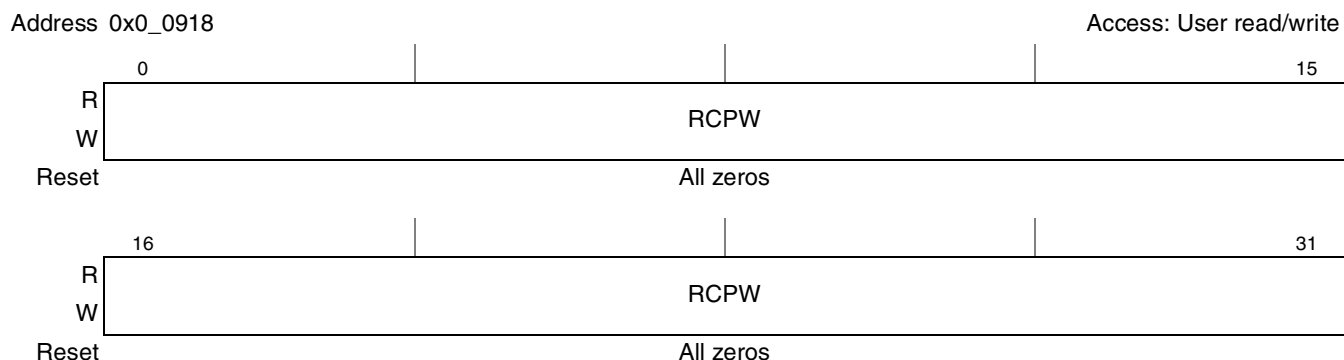 Address 0x0_0918 Access: User read/write
0 15
R
RCPW
W
Reset All zeros
16 31
R
RCPW
W
Reset All zeros